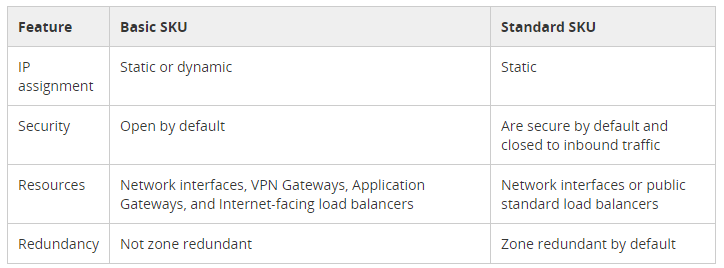 Feature Basic SKU Standard SKU
IP assignment Static or dynamic Static
Security Open by default Are secure by default and
closed to inbound traffic
Resources Network interfaces, VPN Gateways, Application
Gateways, and Internet-facing load balancers
Network interfaces or public
standard load balancers
Redundancy Not zone redundant Zone redundant by default